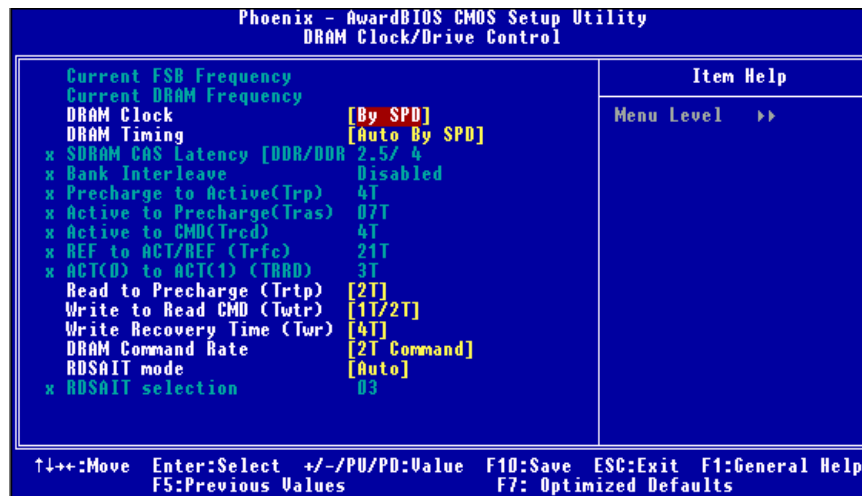 Phoenix - AwardBIOS CMOS Setup Utility
DRAM Clock/Drive Control
Current FSB Frequency
Current DRAM Frequency
DRAM Clock [By SPD]
DRAM Timing [Auto By SPD]
x SDRAM CAS Latency [DDR/DDR 2.5/ 4
x Bank Interleave Disabled
x Precharge to Active(Trp) 4T
x Active to Precharge(Tras) 07T
x Active to CMD(Trcd) 4T
x REF to ACT/REF (Trfc) 21T
x ACT(0) to ACT(1) (TRRD) 3T
Read to Precharge (Trtp) [2T]
Write to Read CMD (Twtr) [1T/2T]
Write Recovery Time (Twr) [4T]
DRAM Command Rate [2T Command]
RDSAIT mode [Auto]
x RDSAIT selection 03
Item Help
Menu Level ▸▸
↑↓→←:Move Enter:Select +/-/PU/PD:Value F10:Save ESC:Exit F1:General Help
F5:Previous Values F7: Optimized Defaults